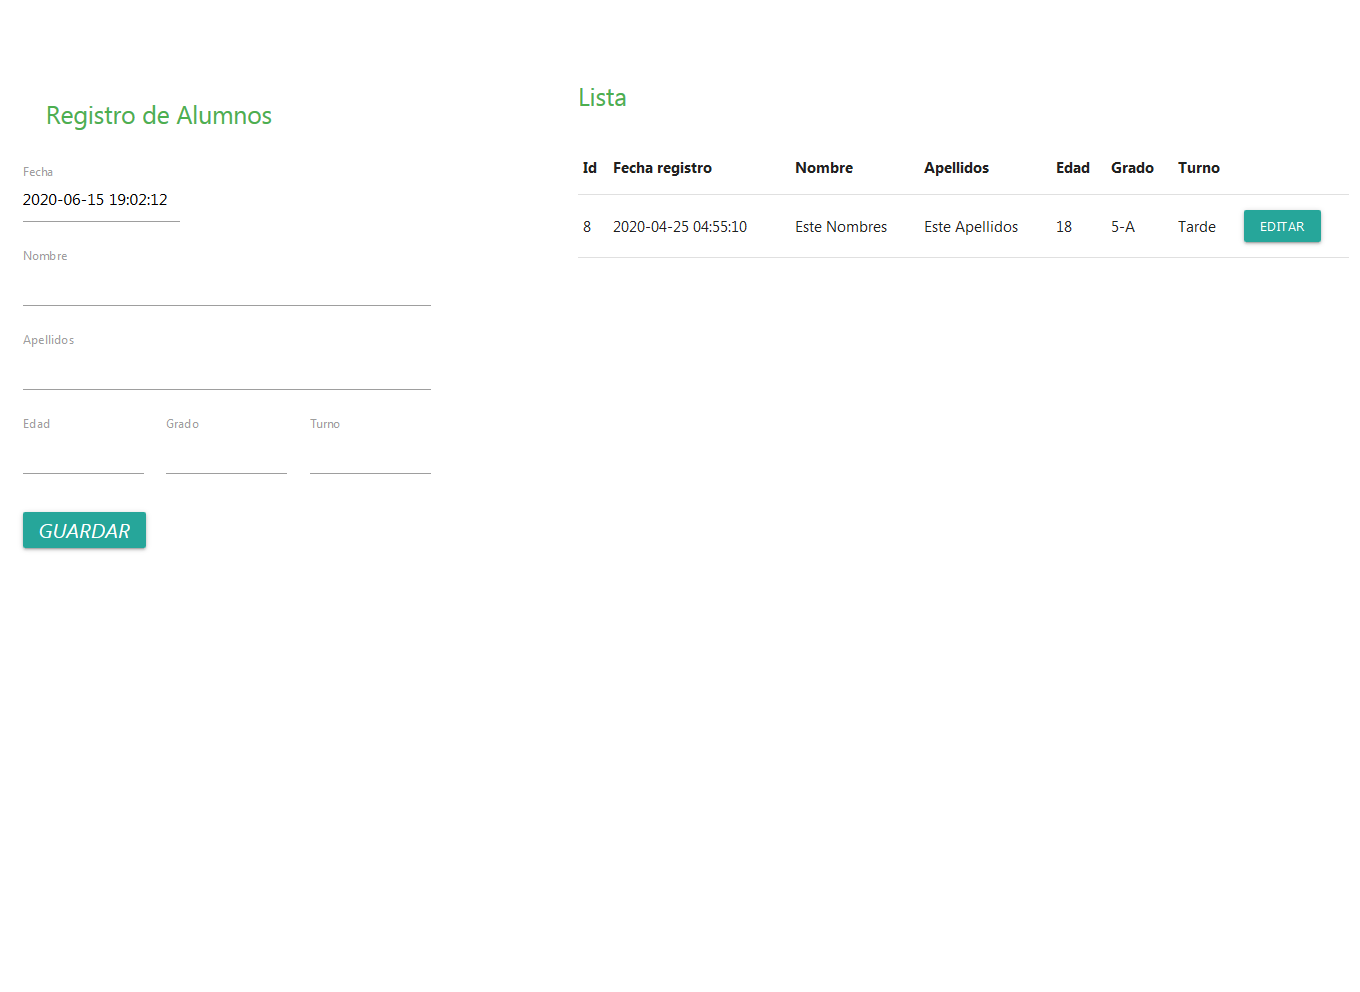 Registro de Alumnos
Fecha
2020-06-15 19:02:12
Nombre
Apellidos
Edad Grado Turno
GUARDAR
Lista
Id Fecha registro Nombre Apellidos Edad Grado Turno
8 2020-04-25 04:55:10 Este Nombres Este Apellidos 18 5-A Tarde EDITAR